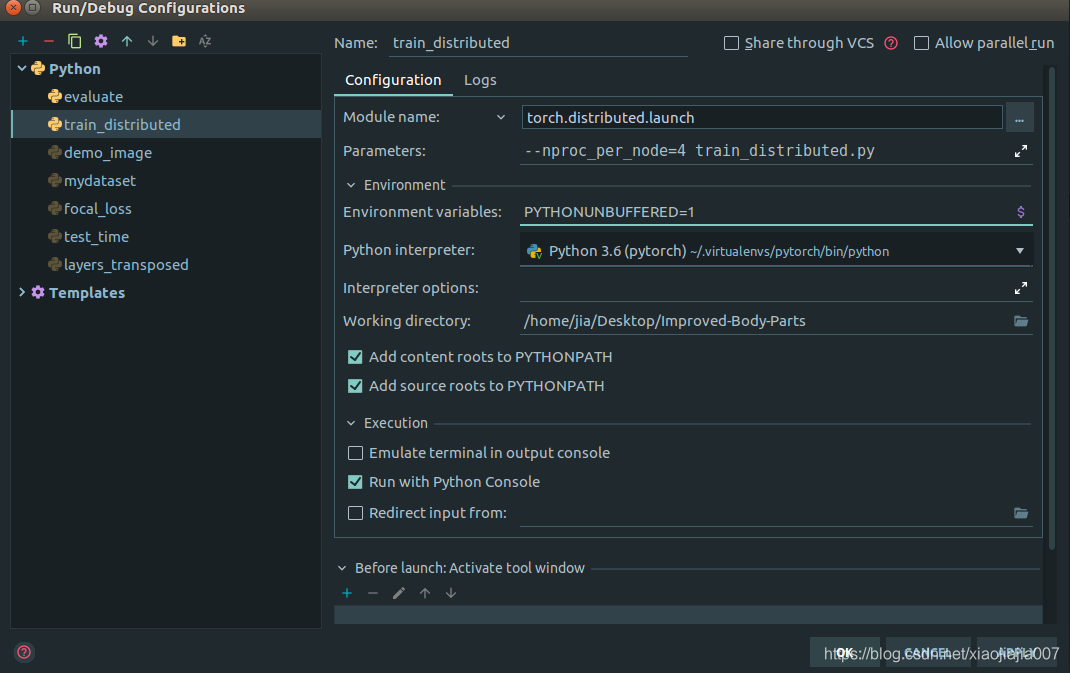 Run/Debug Configurations
Name: train_distributed
Share through VCS
Allow parallel run
Python
evaluate
train_distributed
demo_image
mydataset
focal_loss
test_time
layers_transposed
Templates
Configuration Logs
Module name: torch.distributed.launch ...
Parameters: --nproc_per_node=4 train_distributed.py
Environment
Environment variables: PYTHONUNBUFFERED=1 $
Python interpreter: Python 3.6 (pytorch) ~/.virtualenvs/pytorch/bin/python
Interpreter options:
Working directory: /home/jia/Desktop/Improved-Body-Parts
Add content roots to PYTHONPATH
Add source roots to PYTHONPATH
Execution
Emulate terminal in output console
Run with Python Console
Redirect input from:
Before launch: Activate tool window
OK CANCEL APPLY
https://blog.csdn.net/xiaojiajia007